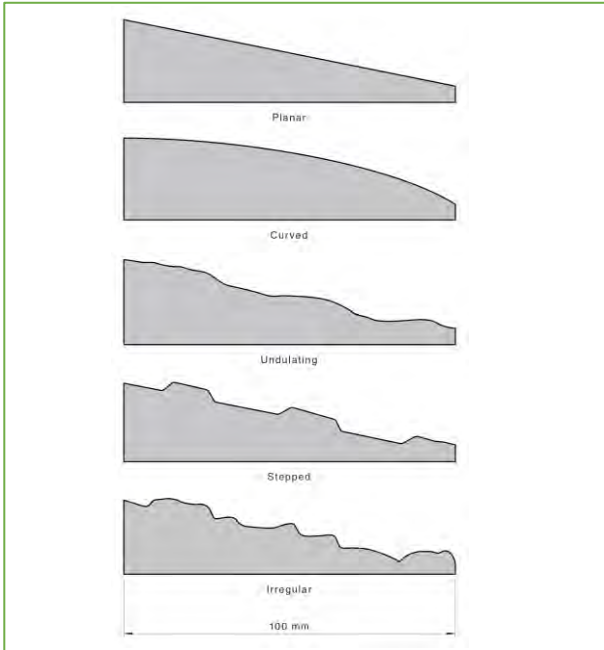 Planar
Curved
Undulating
Stepped
Irregular
100 mm